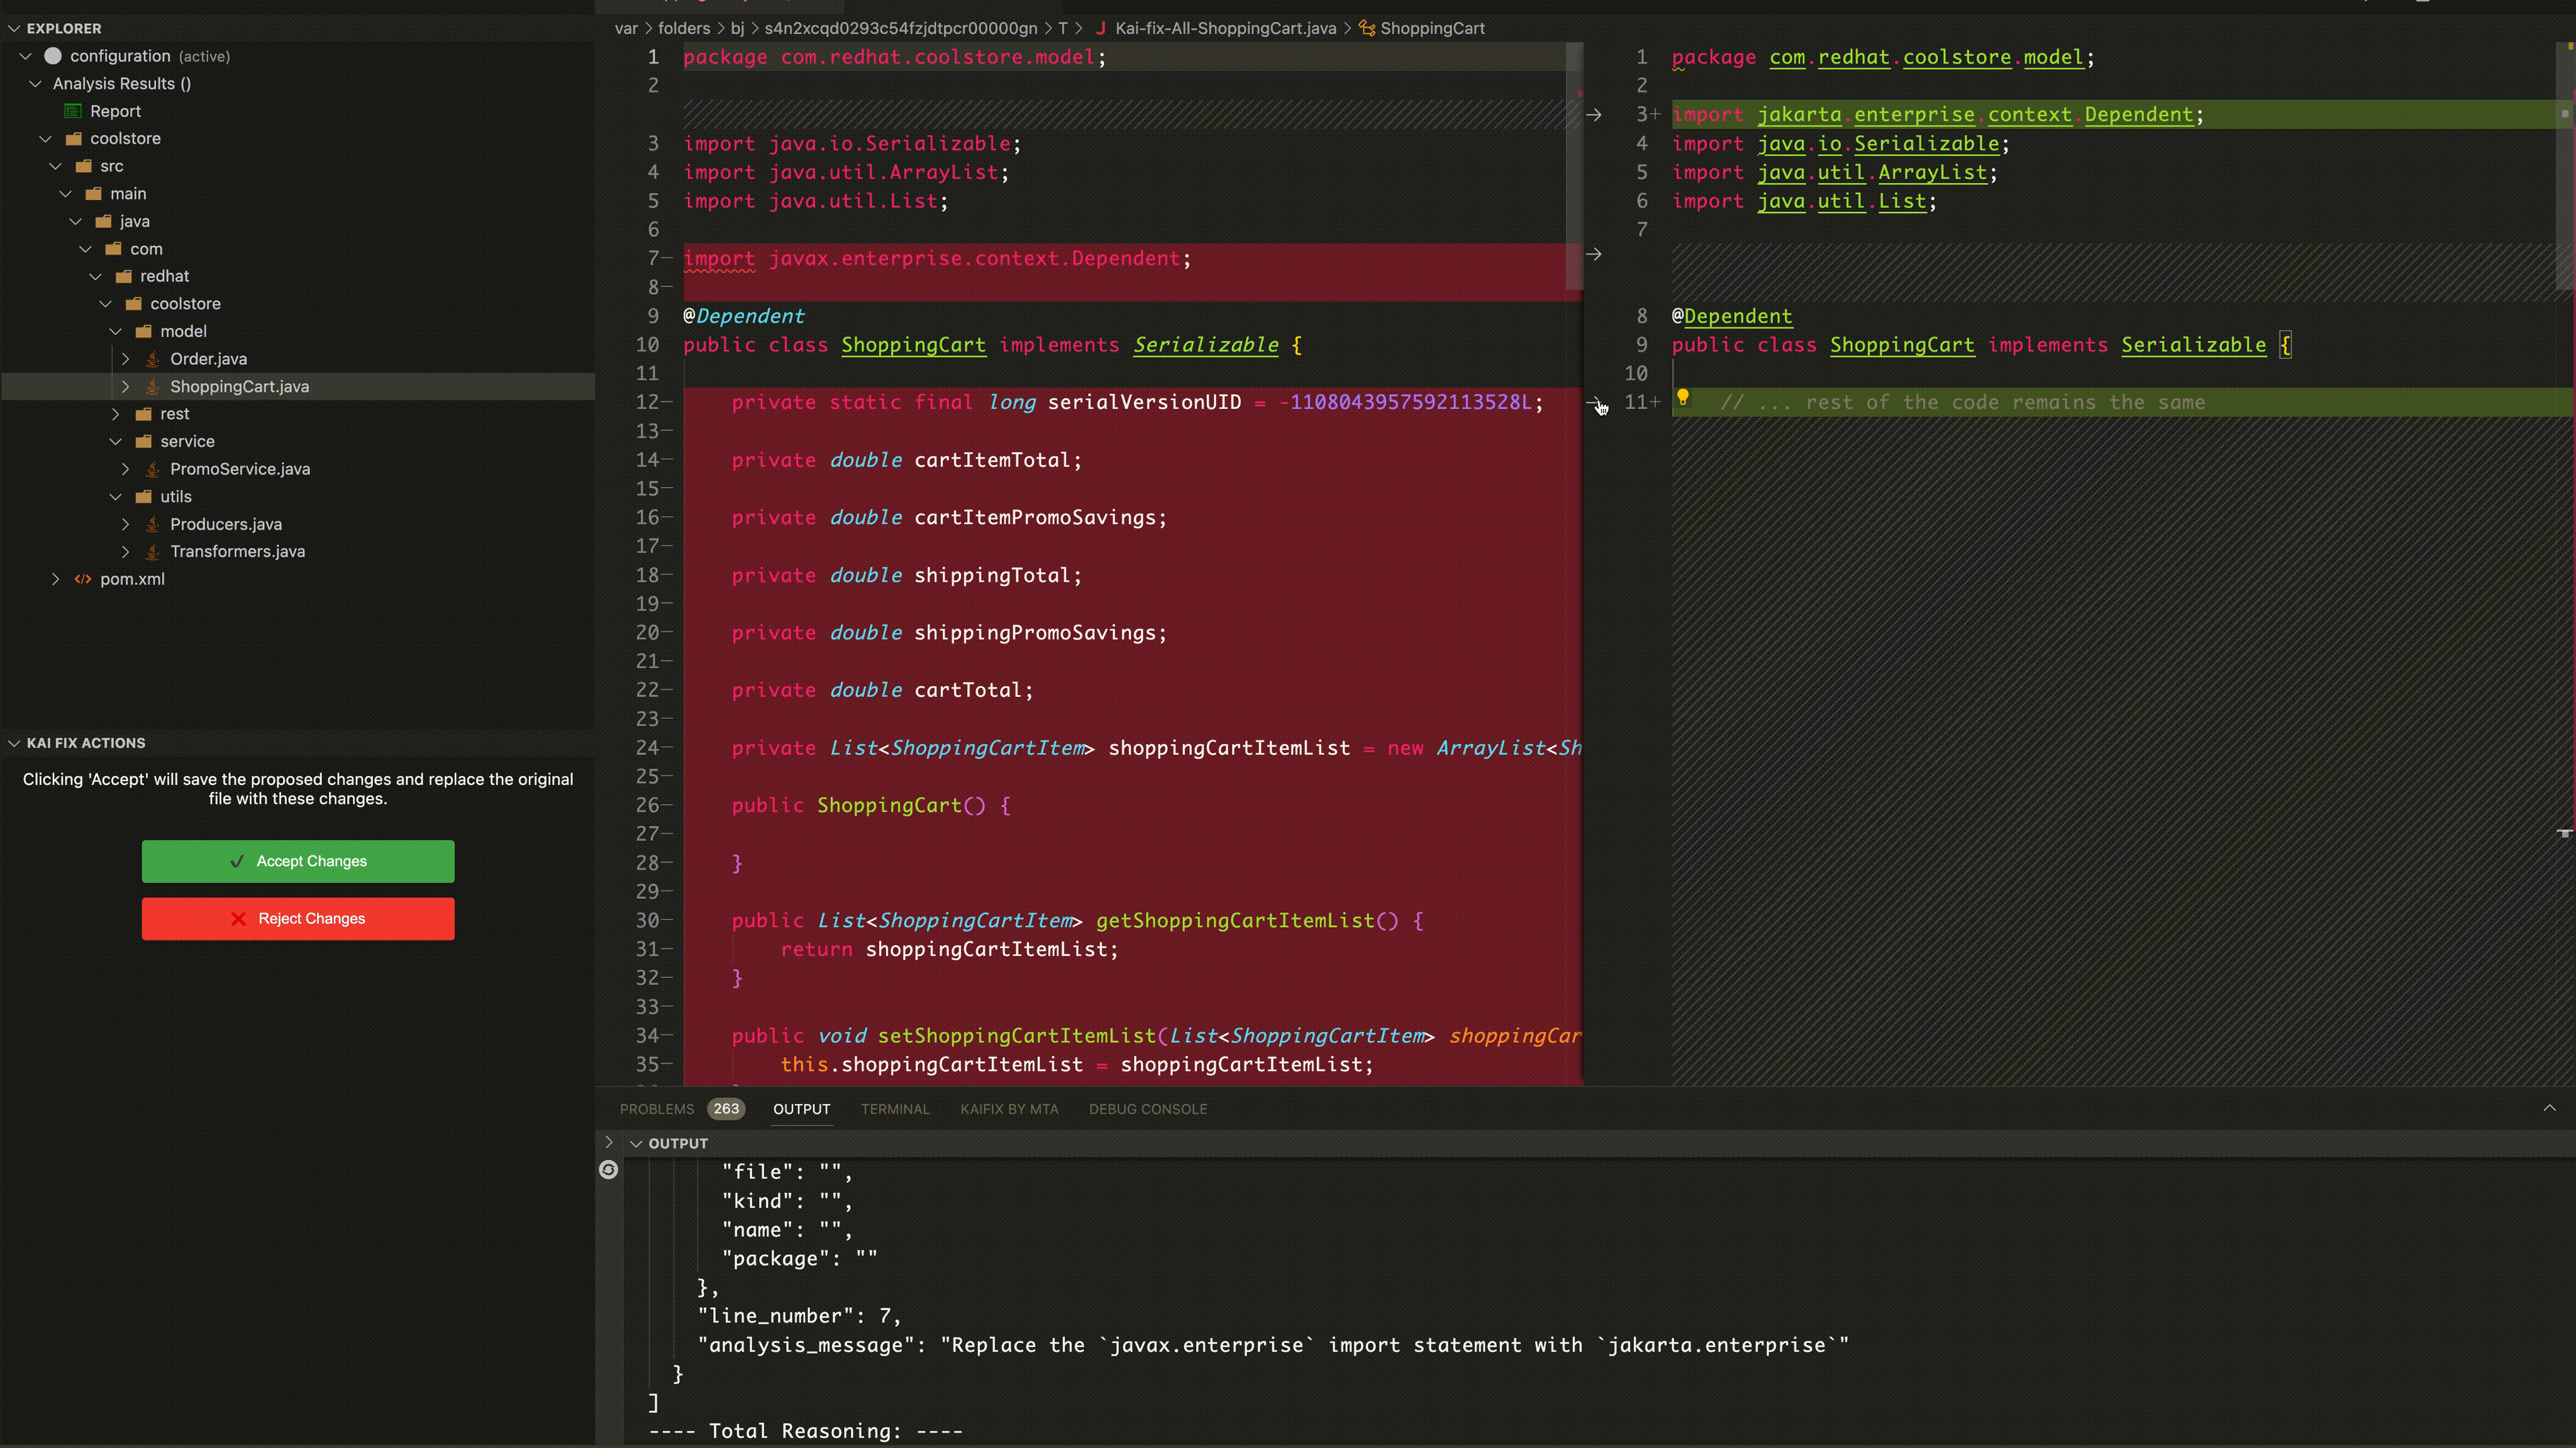 EXPLORER
configuration (active)
Analysis Results ()
Report
coolstore
src
main
java
com
redhat
coolstore
model
Order.java
ShoppingCart.java
rest
service
PromoService.java
utils
Producers.java
Transformers.java
pom.xml
KAI FIX ACTIONS
Clicking 'Accept' will save the proposed changes and replace the original
file with these changes.
Accept Changes
Reject Changes
var > folders > bj > s4n2xcqd0293c54fzjdtpcr00000gn > T > J Kai-fix-All-ShoppingCart.java > ShoppingCart
1 package com.redhat.coolstore.model;
2
3 import java.io.Serializable;
4 import java.util.ArrayList;
5 import java.util.List;
6
7— import javax.enterprise.context.Dependent;
8—
9 @Dependent
10 public class ShoppingCart implements Serializable {
11
12— private static final long serialVersionUID = -1108043957592113528L;
13—
14— private double cartItemTotal;
15—
16— private double cartItemPromoSavings;
17—
18— private double shippingTotal;
19—
20— private double shippingPromoSavings;
21—
22— private double cartTotal;
23—
24— private List<ShoppingCartItem> shoppingCartItemList = new ArrayList<Sh
25—
26— public ShoppingCart() {
27—
28— }
29—
30— public List<ShoppingCartItem> getShoppingCartItemList() {
31— return shoppingCartItemList;
32— }
33—
34— public void setShoppingCartItemList(List<ShoppingCartItem> shoppingCar
35— this.shoppingCartItemList = shoppingCartItemList;
1 package com.redhat.coolstore.model;
2
3+ import jakarta.enterprise.context.Dependent;
4 import java.io.Serializable;
5 import java.util.ArrayList;
6 import java.util.List;
7
8 @Dependent
9 public class ShoppingCart implements Serializable {
10
11+ // ... rest of the code remains the same
PROBLEMS 263 OUTPUT TERMINAL KAIFIX BY MTA DEBUG CONSOLE
OUTPUT
"file": "",
"kind": "",
"name": "",
"package": ""
},
"line_number": 7,
"analysis_message": "Replace the `javax.enterprise` import statement with `jakarta.enterprise`"
}
]
---- Total Reasoning: ----